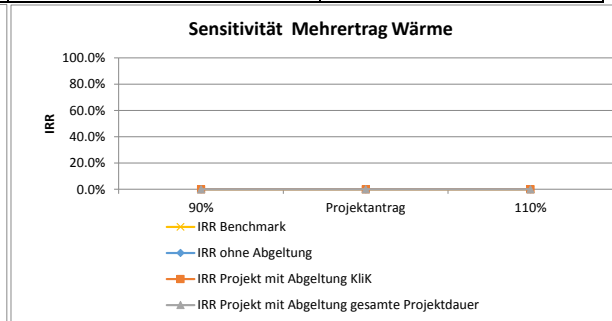 Sensitivität Mehrertrag Wärme
100.0%
80.0%
60.0%
40.0%
20.0%
0.0%
IRR
90% Projektantrag 110%
IRR Benchmark
IRR ohne Abgeltung
IRR Projekt mit Abgeltung KliK
IRR Projekt mit Abgeltung gesamte Projektdauer